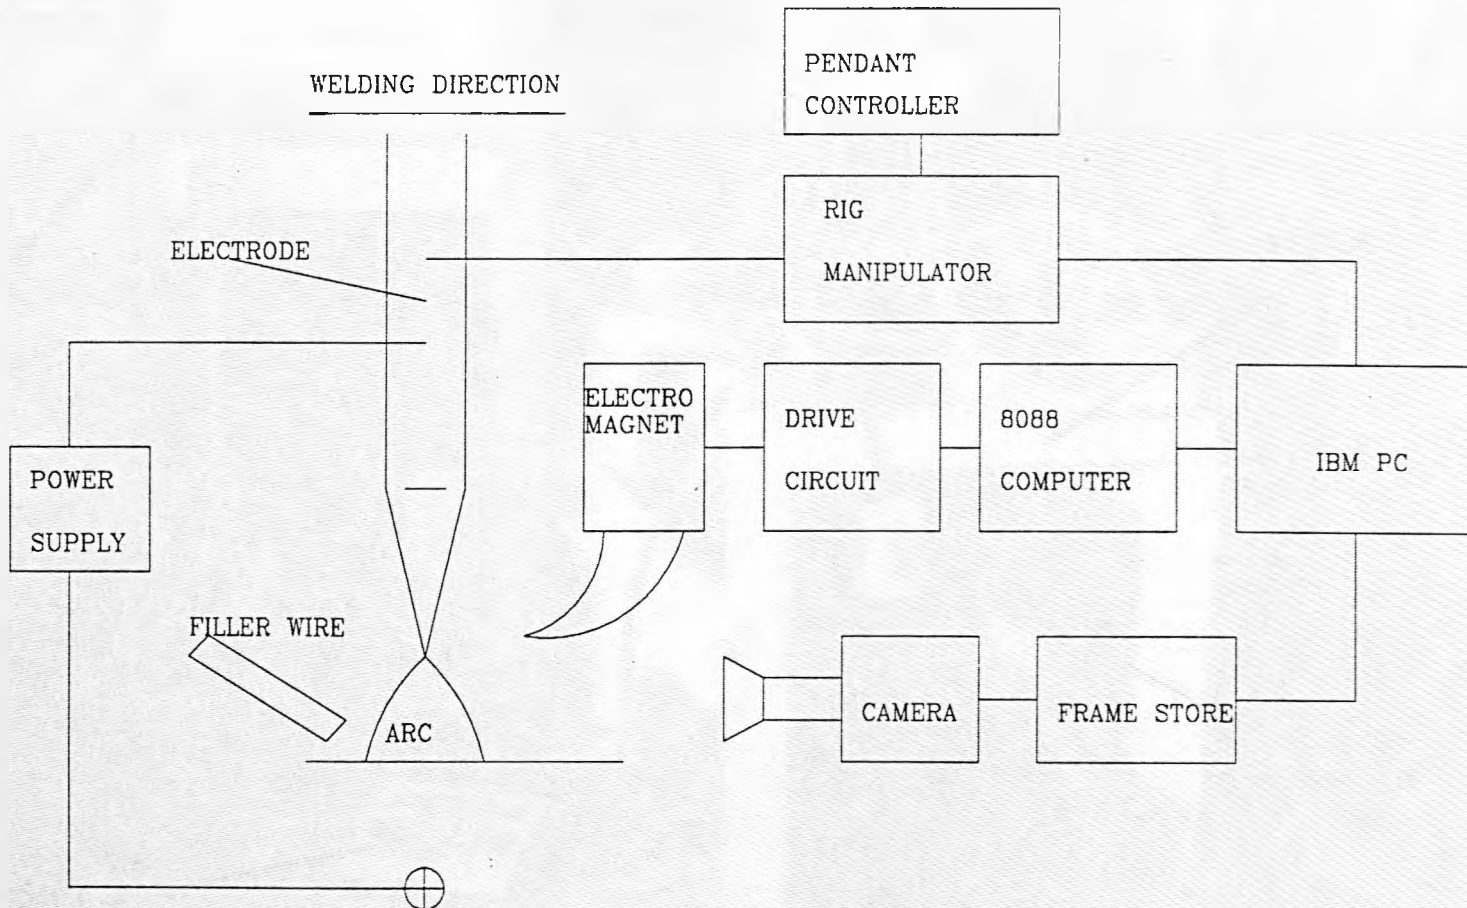 WELDING DIRECTION
PENDANT
CONTROLLER
RIG
MANIPULATOR
ELECTRODE
ELECTRO
MAGNET
DRIVE
CIRCUIT
8088
COMPUTER
IBM PC
POWER
SUPPLY
FILLER WIRE
ARC
CAMERA
FRAME STORE